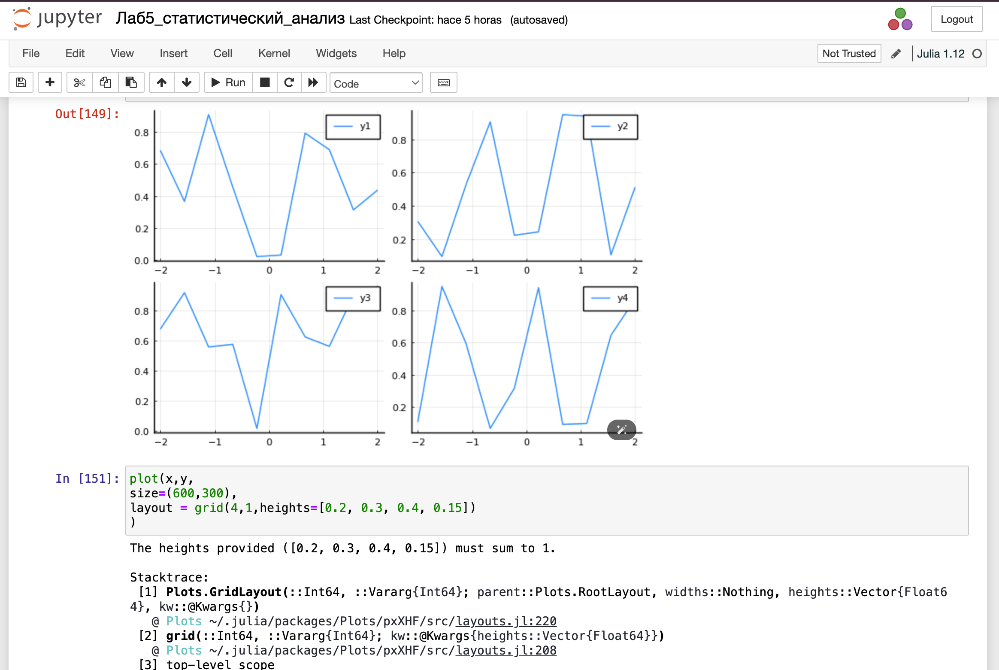 jupyter Лаб5_статистический_анализ Last Checkpoint: hace 5 horas (autosaved) Logout
File Edit View Insert Cell Kernel Widgets Help Not Trusted Julia 1.12
Run Code
Out[149]:
y1
0.8
0.6
0.4
0.2
0.0
−2 −1 0 1 2
y2
0.8
0.6
0.4
0.2
−2 −1 0 1 2
y3
0.8
0.6
0.4
0.2
0.0
−2 −1 0 1 2
y4
0.8
0.6
0.4
0.2
−2 −1 0 1 2
In [151]: plot(x,y,
size=(600,300),
layout = grid(4,1,heights=[0.2, 0.3, 0.4, 0.15])
)
The heights provided ([0.2, 0.3, 0.4, 0.15]) must sum to 1.
Stacktrace:
[1] Plots.GridLayout(::Int64, ::Vararg{Int64}; parent::Plots.RootLayout, widths::Nothing, heights::Vector{Float6
4}, kw::@Kwargs{})
@ Plots ~/.julia/packages/Plots/pxXHF/src/layouts.jl:220
[2] grid(::Int64, ::Vararg{Int64}; kw::@Kwargs{heights::Vector{Float64}})
@ Plots ~/.julia/packages/Plots/pxXHF/src/layouts.jl:208
[3] top-level scope